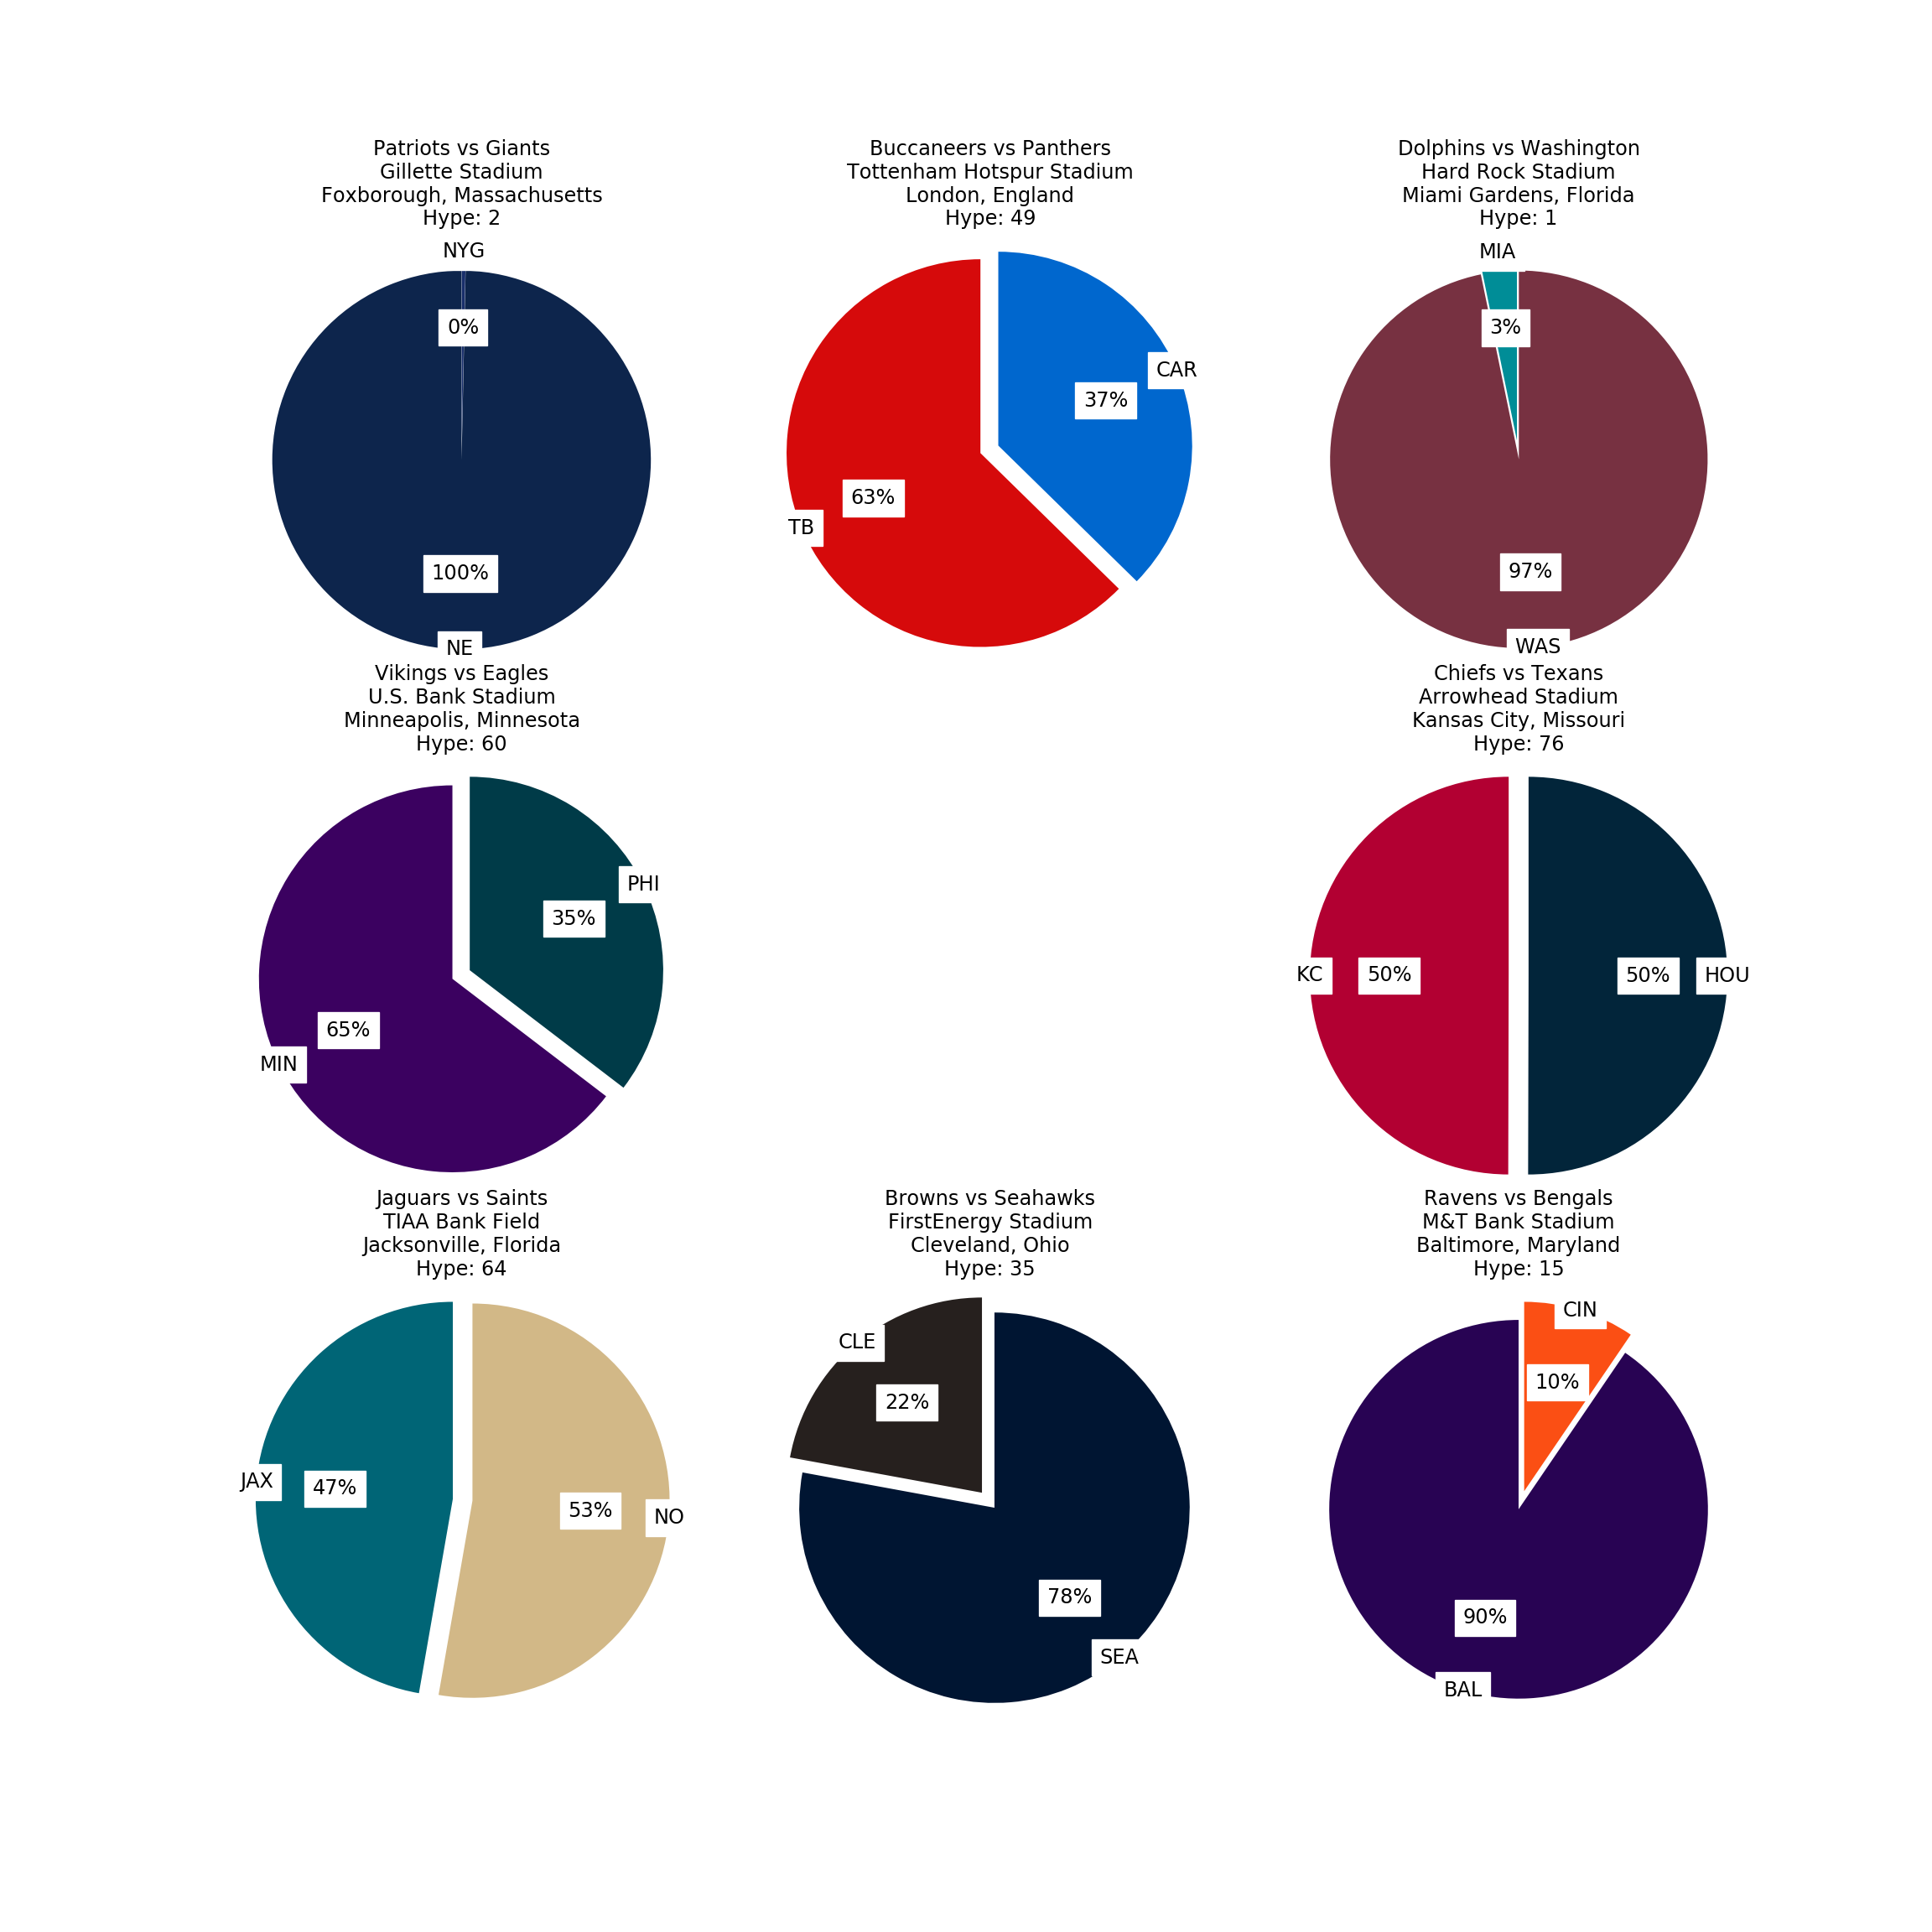 Patriots vs Giants
Gillette Stadium
Foxborough, Massachusetts
Hype: 2
NYG
0%
100%
NE
Buccaneers vs Panthers
Tottenham Hotspur Stadium
London, England
Hype: 49
CAR
37%
63%
TB
Dolphins vs Washington
Hard Rock Stadium
Miami Gardens, Florida
Hype: 1
MIA
3%
97%
WAS
Vikings vs Eagles
U.S. Bank Stadium
Minneapolis, Minnesota
Hype: 60
PHI
35%
65%
MIN
Chiefs vs Texans
Arrowhead Stadium
Kansas City, Missouri
Hype: 76
KC
50%
50%
HOU
Jaguars vs Saints
TIAA Bank Field
Jacksonville, Florida
Hype: 64
JAX
47%
53%
NO
Browns vs Seahawks
FirstEnergy Stadium
Cleveland, Ohio
Hype: 35
CLE
22%
78%
SEA
Ravens vs Bengals
M&T Bank Stadium
Baltimore, Maryland
Hype: 15
CIN
10%
90%
BAL